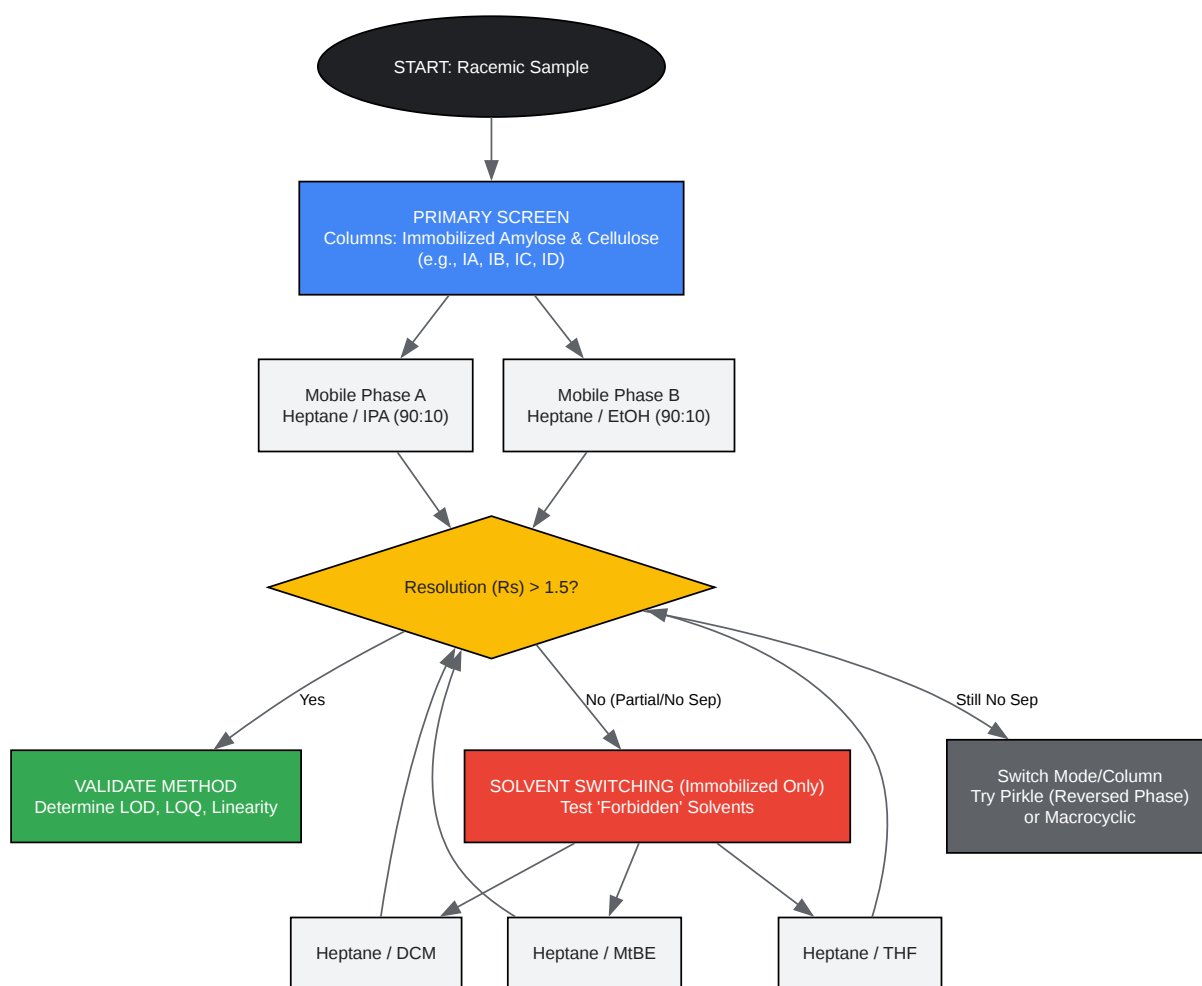 START: Racemic Sample
PRIMARY SCREEN
Columns: Immobilized Amylose & Cellulose
(e.g., IA, IB, IC, ID)
Mobile Phase A
Heptane / IPA (90:10)
Mobile Phase B
Heptane / EtOH (90:10)
Resolution (Rs) > 1.5?
Yes
No (Partial/No Sep)
Still No Sep
VALIDATE METHOD
Determine LOD, LOQ, Linearity
SOLVENT SWITCHING (Immobilized Only)
Test 'Forbidden' Solvents
Switch Mode/Column
Try Pirkle (Reversed Phase)
or Macrocyclic
Heptane / DCM
Heptane / MtBE
Heptane / THF